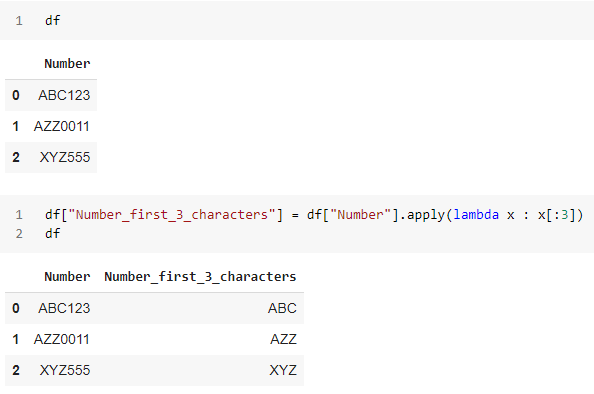 1 df
Number
0 ABC123
1 AZZ0011
2 XYZ555
1 df["Number_first_3_characters"] = df["Number"].apply(lambda x : x[:3])
2 df
Number Number_first_3_characters
0 ABC123 ABC
1 AZZ0011 AZZ
2 XYZ555 XYZ